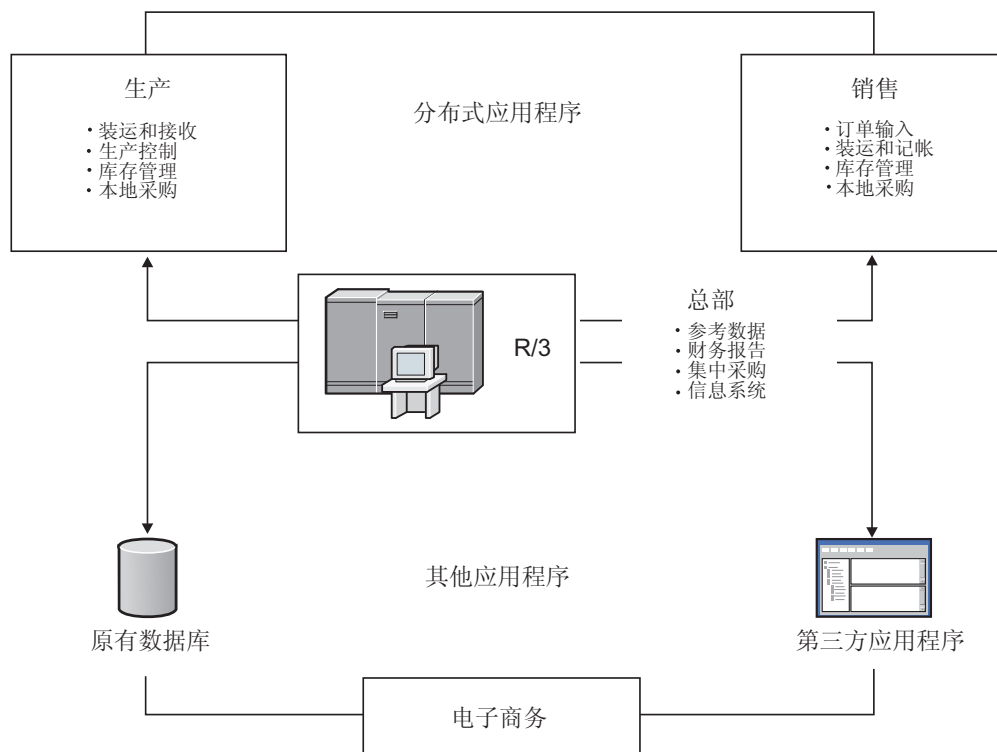 生产
• 装运和接收
• 生产控制
• 库存管理
• 本地采购
分布式应用程序
销售
• 订单输入
• 装运和记帐
• 库存管理
• 本地采购
R/3
总部
• 参考数据
• 财务报告
• 集中采购
• 信息系统
其他应用程序
原有数据库
第三方应用程序
电子商务